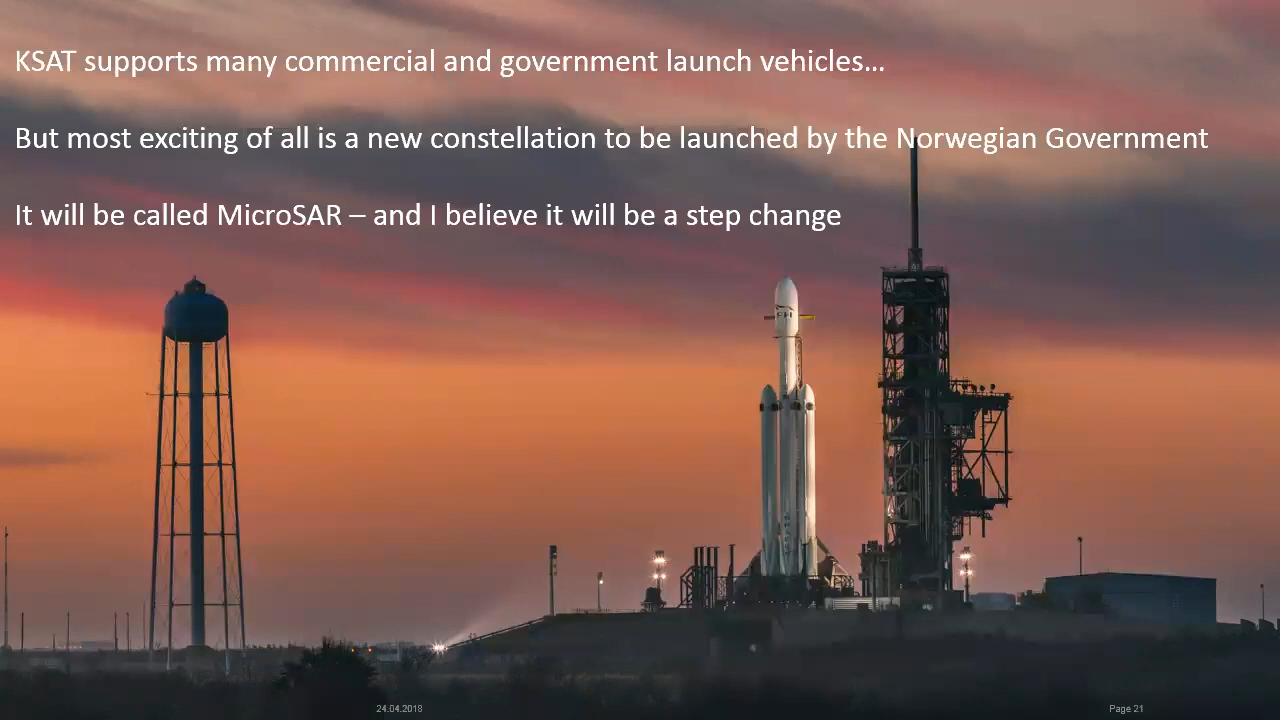 KSAT supports many commercial and government launch vehicles…
But most exciting of all is a new constellation to be launched by the Norwegian Government
It will be called MicroSAR – and I believe it will be a step change
24.04.2018
Page 21